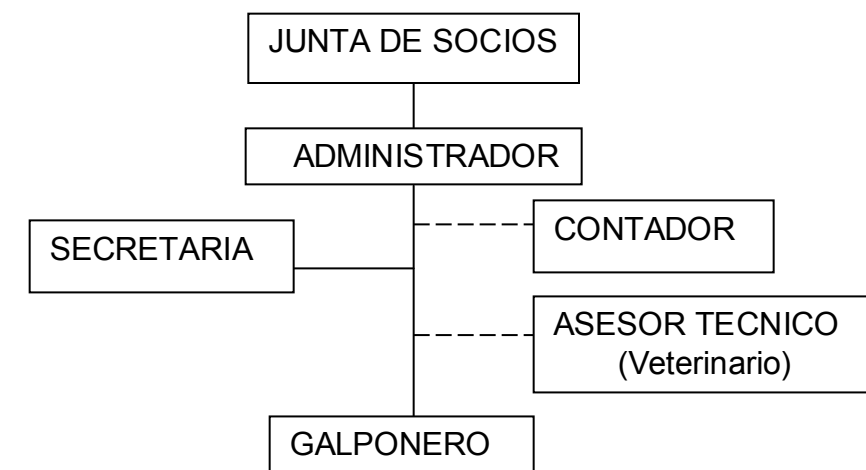 JUNTA DE SOCIOS
ADMINISTRADOR
SECRETARIA
CONTADOR
ASESOR TECNICO
(Veterinario)
GALPONERO